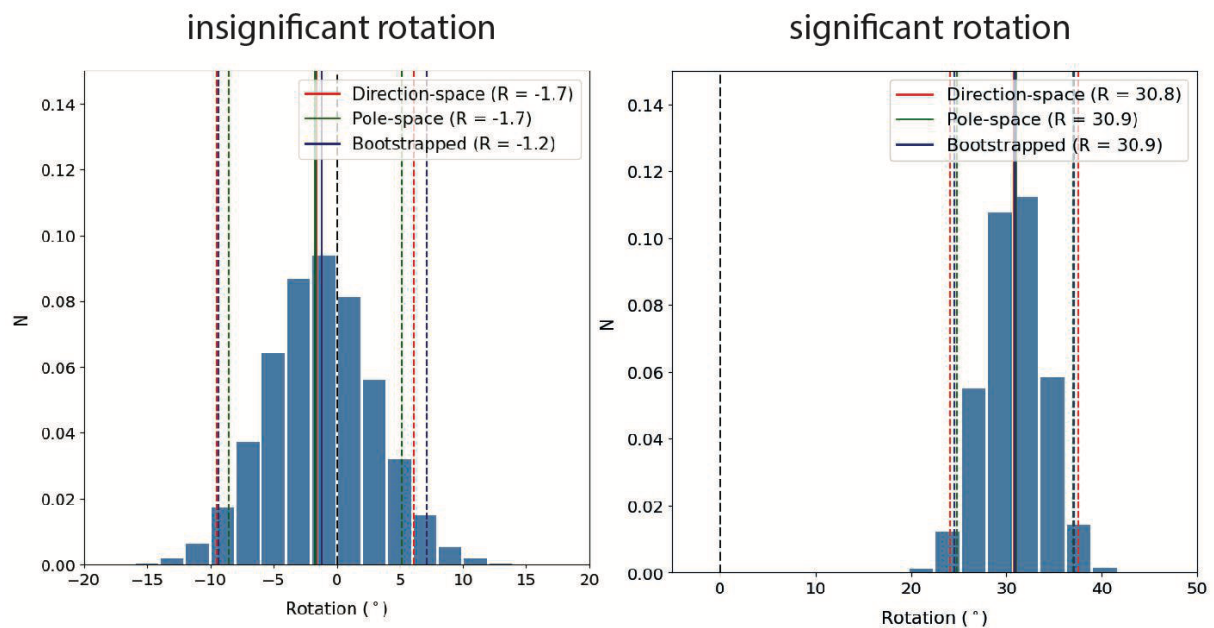 insignificant rotation
significant rotation
Direction-space (R = -1.7)
Pole-space (R = -1.7)
Bootstrapped (R = -1.2)
0.14
0.12
0.10
0.08
0.06
0.04
0.02
0.00
N
−20
−15
−10
−5
0
5
10
15
20
Rotation (°)
Direction-space (R = 30.8)
Pole-space (R = 30.9)
Bootstrapped (R = 30.9)
0.14
0.12
0.10
0.08
0.06
0.04
0.02
0.00
N
0
10
20
30
40
50
Rotation (°)